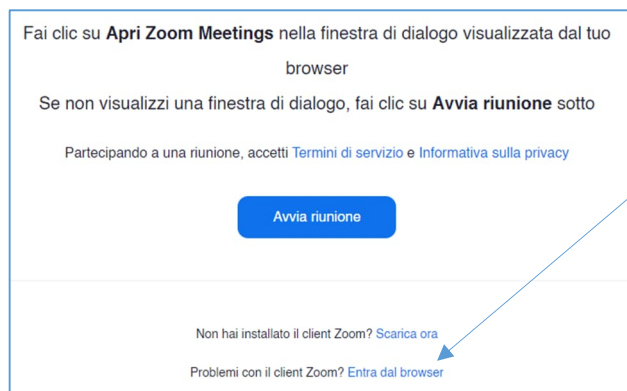 Fai clic su Apri Zoom Meetings nella finestra di dialogo visualizzata dal tuo
browser
Se non visualizzi una finestra di dialogo, fai clic su Avvia riunione sotto
Partecipando a una riunione, accetti Termini di servizio e Informativa sulla privacy
Avvia riunione
Non hai installato il client Zoom? Scarica ora
Problemi con il client Zoom? Entra dal browser